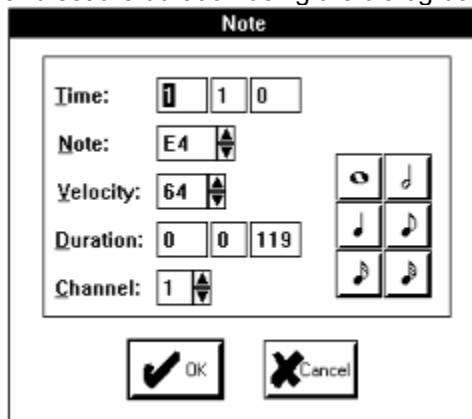 Note
Time: 1 1 0
Note: E4
Velocity: 64
Duration: 0 0 119
Channel: 1
OK Cancel